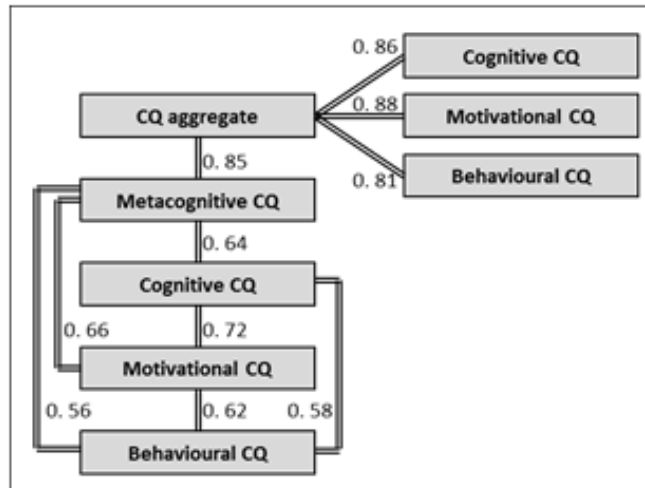 0. 86
Cognitive CQ
CQ aggregate
0.88
Motivational CQ
0. 85
0.81
Behavioural CQ
Metacognitive CQ
0. 64
Cognitive CQ
0. 66
0. 72
Motivational CQ
0. 56
0. 62
0. 58
Behavioural CQ